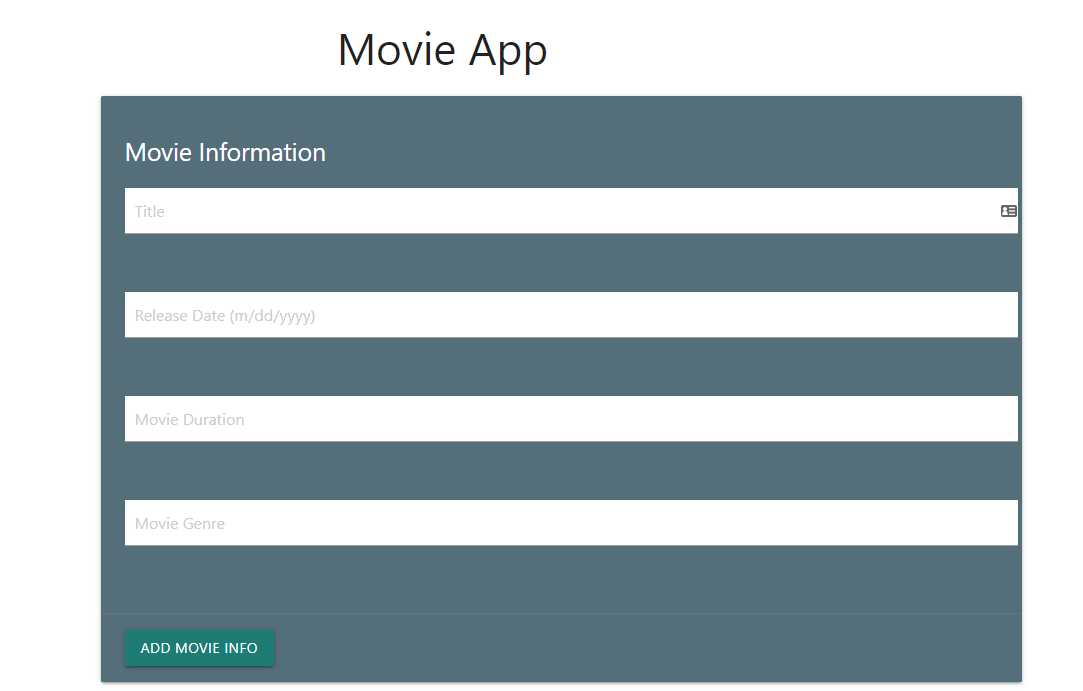 Movie App
Movie Information
Title
Release Date (m/dd/yyyy)
Movie Duration
Movie Genre
ADD MOVIE INFO